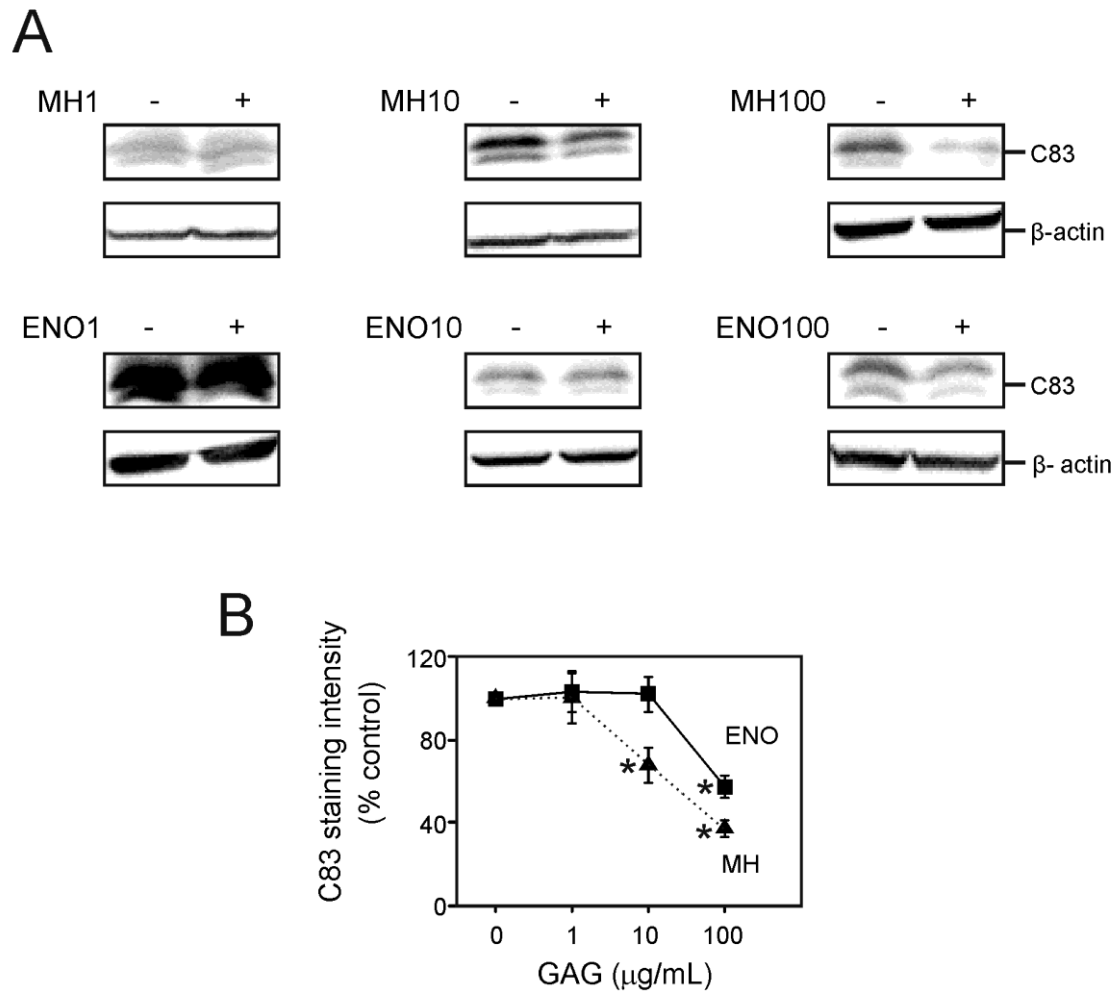 A
MH1 - + MH10 - + MH100 - +
C83
β-actin
ENO1 - + ENO10 - + ENO100 - +
C83
β- actin
B
C83 staining intensity
(% control)
120
80
40
0
ENO
MH
*
*
*
0 1 10 100
GAG (μg/mL)